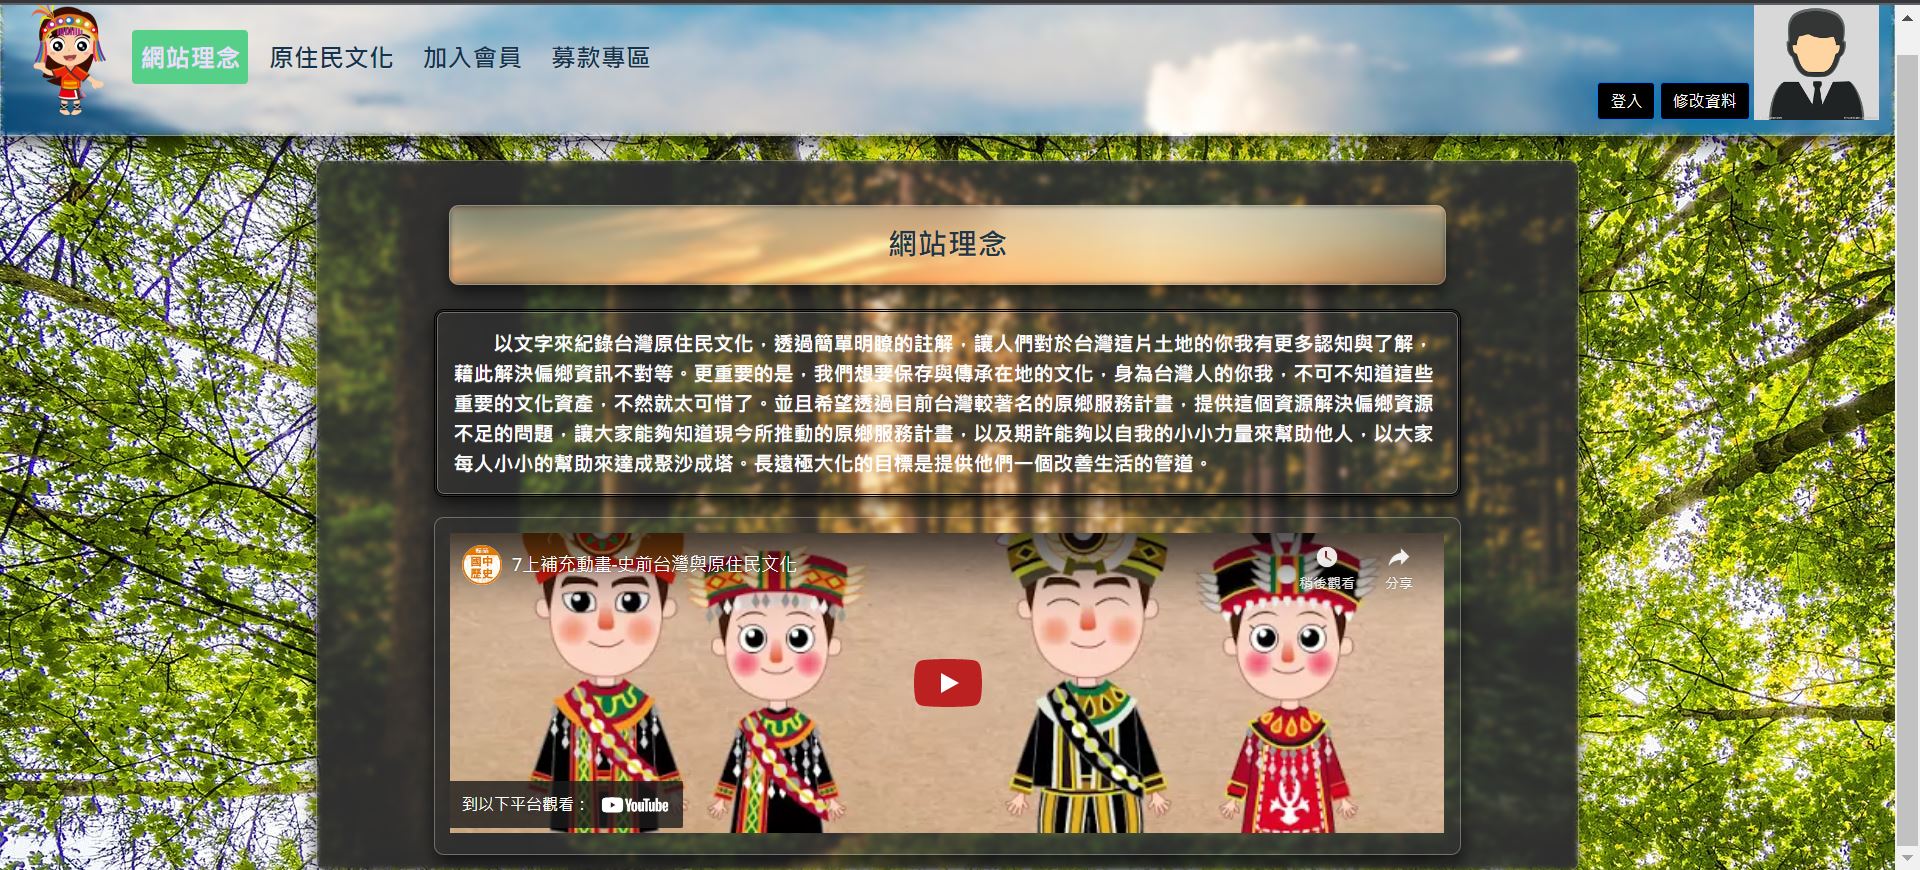 網站理念 原住民文化 加入會員 募款專區
登入 修改資料
網站理念
以文字來紀錄台灣原住民文化，透過簡單明瞭的註解，讓人們對於台灣這片土地的你我有更多認知與了解，
藉此解決偏鄉資訊不對等。更重要的是，我們想要保存與傳承在地的文化，身為台灣人的你我，不可不知道這些
重要的文化資產，不然就太可惜了。並且希望透過目前台灣較著名的原鄉服務計畫，提供這個資源解決偏鄉資源
不足的問題，讓大家能夠知道現今所推動的原鄉服務計畫，以及期許能夠以自我的小小力量來幫助他人，以大家
每人小小的幫助來達成聚沙成塔。長遠極大化的目標是提供他們一個改善生活的管道。
國中
歷史
7上補充動畫-史前台灣與原住民文化
稍後觀看 分享
到以下平台觀看： YouTube